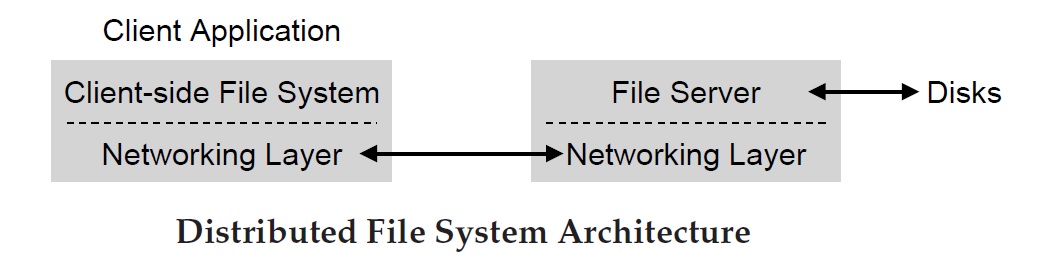 Client Application
Client-side File System
Networking Layer
File Server
Disks
Networking Layer
Distributed File System Architecture